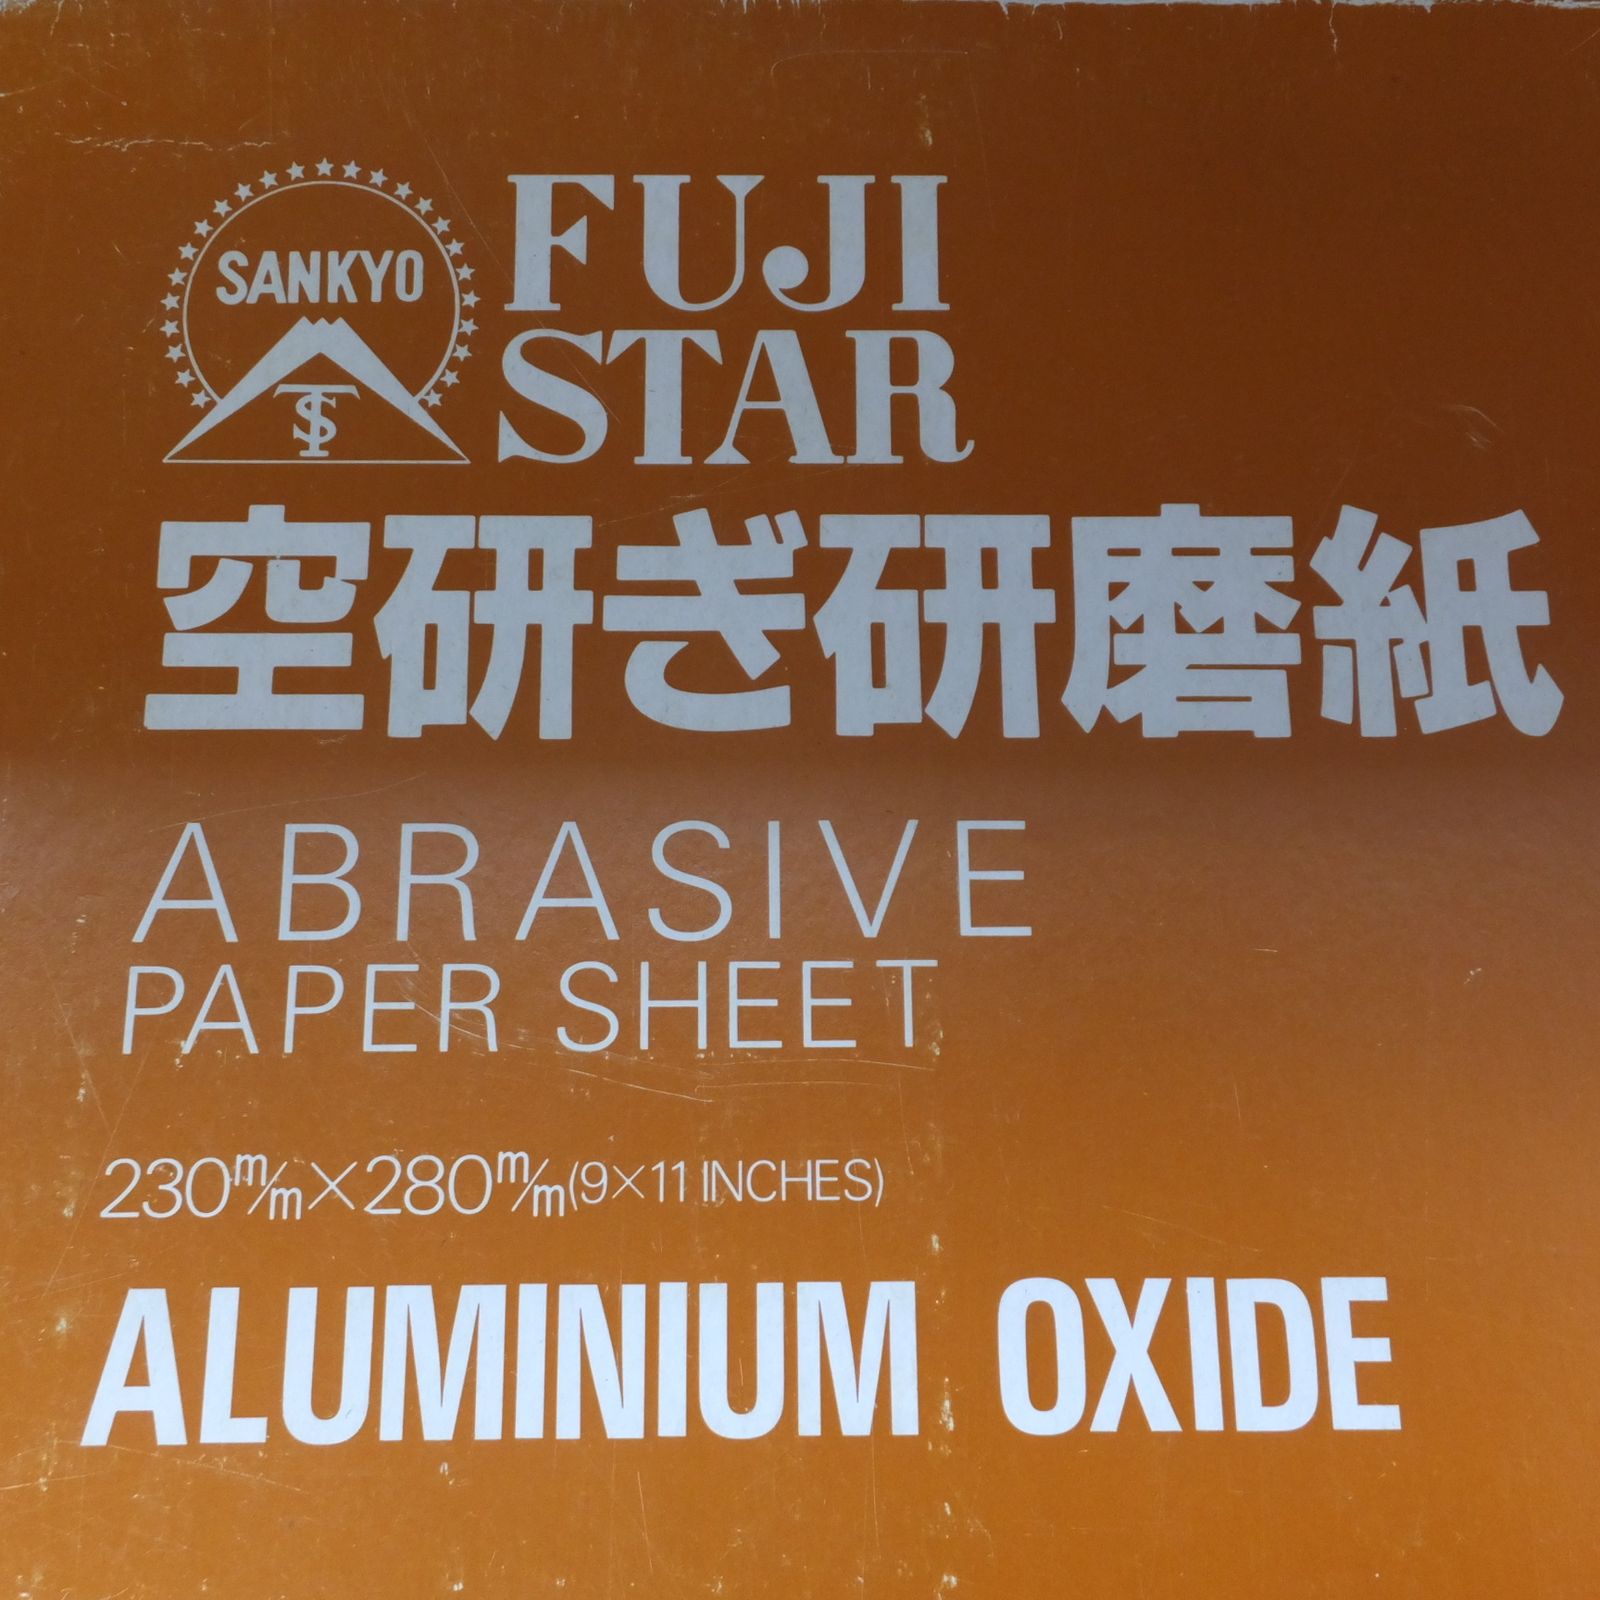 SANKYO
TS
FUJI
STAR
空研ぎ研磨紙
ABRASIVE
PAPER SHEET
230m/m×280m/m(9×11 INCHES)
ALUMINIUM OXIDE